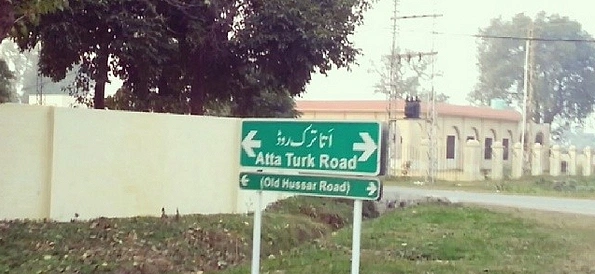 اتا ترک روڈ
Atta Turk Road
(Old Hussar Road)